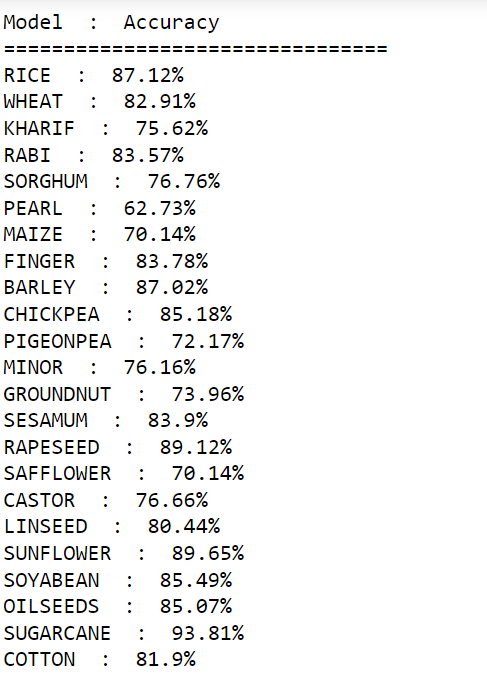 Model  :  Accuracy
================================
RICE  :  87.12%
WHEAT  :  82.91%
KHARIF  :  75.62%
RABI  :  83.57%
SORGHUM  :  76.76%
PEARL  :  62.73%
MAIZE  :  70.14%
FINGER  :  83.78%
BARLEY  :  87.02%
CHICKPEA  :  85.18%
PIGEONPEA  :  72.17%
MINOR  :  76.16%
GROUNDNUT  :  73.96%
SESAMUM  :  83.9%
RAPESEED  :  89.12%
SAFFLOWER  :  70.14%
CASTOR  :  76.66%
LINSEED  :  80.44%
SUNFLOWER  :  89.65%
SOYABEAN  :  85.49%
OILSEEDS  :  85.07%
SUGARCANE  :  93.81%
COTTON  :  81.9%